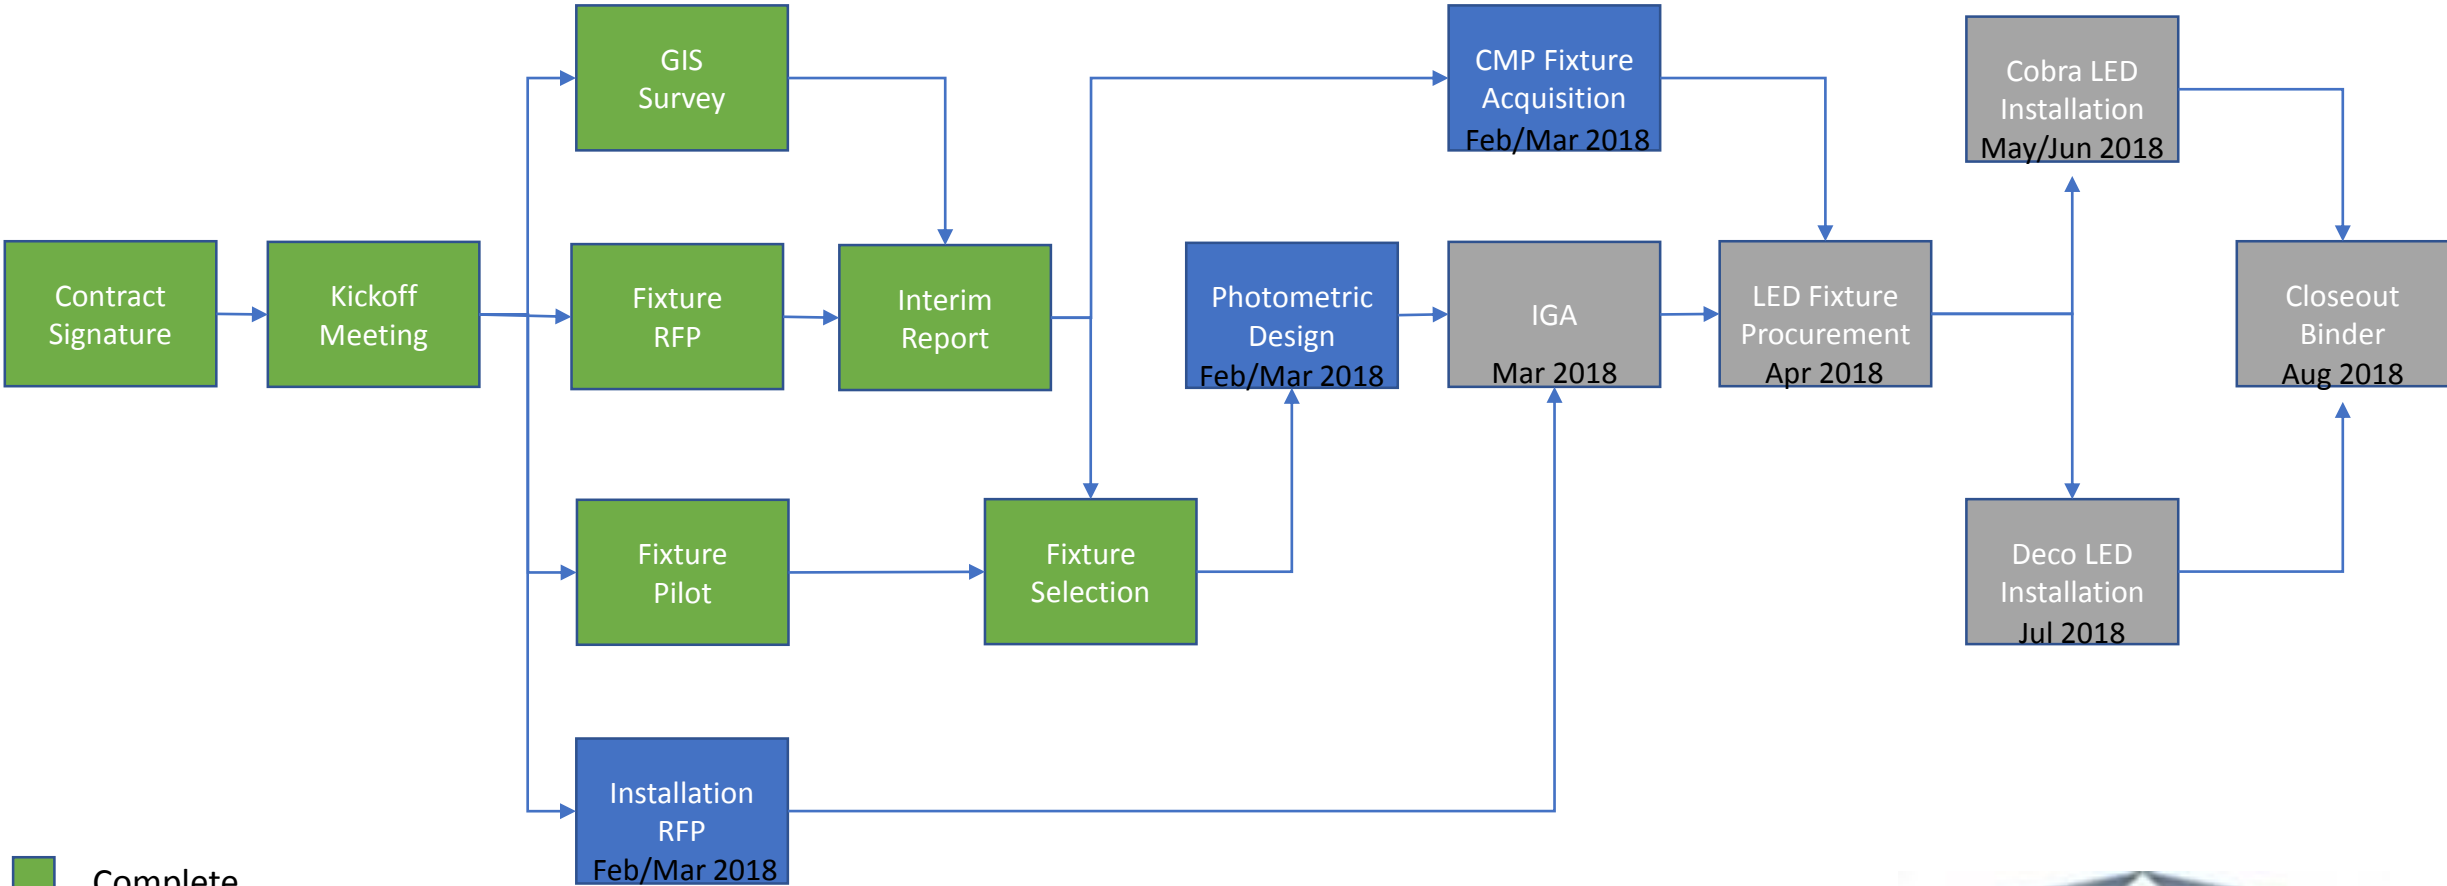 GIS
Survey
CMP Fixture
Acquisition
Feb/Mar 2018
Cobra LED
Installation
May/Jun 2018
Contract
Signature
Kickoff
Meeting
Fixture
RFP
Interim
Report
Photometric
Design
Feb/Mar 2018
IGA
Mar 2018
LED Fixture
Procurement
Apr 2018
Closeout
Binder
Aug 2018
Fixture
Pilot
Fixture
Selection
Deco LED
Installation
Jul 2018
Installation
RFP
Feb/Mar 2018
Complete